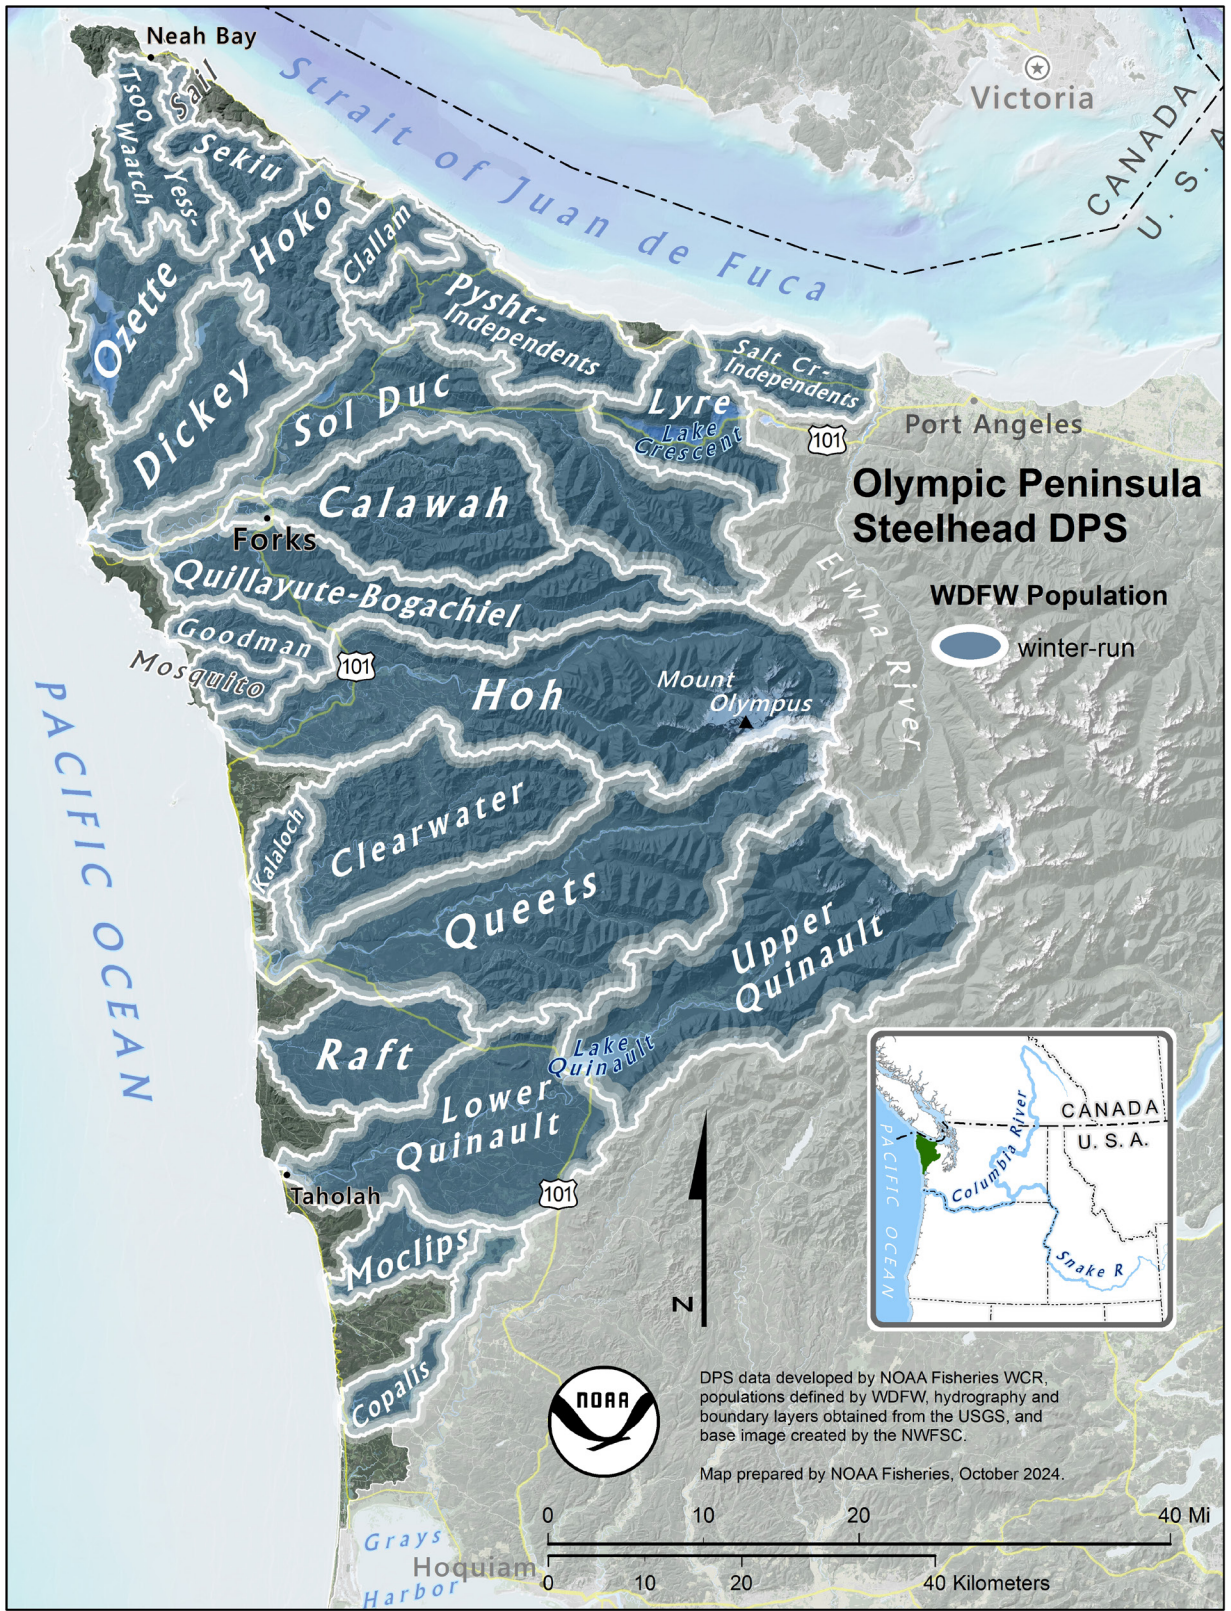 Neah Bay
Victoria
CANADA
U. S. A
Strait of Juan de Fuca
Tsoo
Waatch
Yess-
Sail
Sekiu
Hoko
Clallam
Ozette
Pysht-
Independents
Salt Cr-
Independents
Dickey
Sol Duc
Lyre
Lake
Crescent
101
Port Angeles
Calawah
Forks
Olympic Peninsula
Steelhead DPS
WDFW Population
winter-run
Elwha River
Quillayute-Bogachiel
Goodman
Mosquito
101
Hoh
Mount
Olympus
PACIFIC OCEAN
Clearwater
Kalaloch
Queets
Upper
Quinault
Raft
Lake
Quinault
Lower
Quinault
Taholah
101
Moclips
Copalis
N
CANADA
U. S. A.
Columbia River
PACIFIC OCEAN
Snake R
NOAA
DPS data developed by NOAA Fisheries WCR,
populations defined by WDFW, hydrography and
boundary layers obtained from the USGS, and
base image created by the NWFSC.
Map prepared by NOAA Fisheries, October 2024.
0 10 20 40 Mi
0 10 20 40 Kilometers
Grays
Harbor
Hoquiam